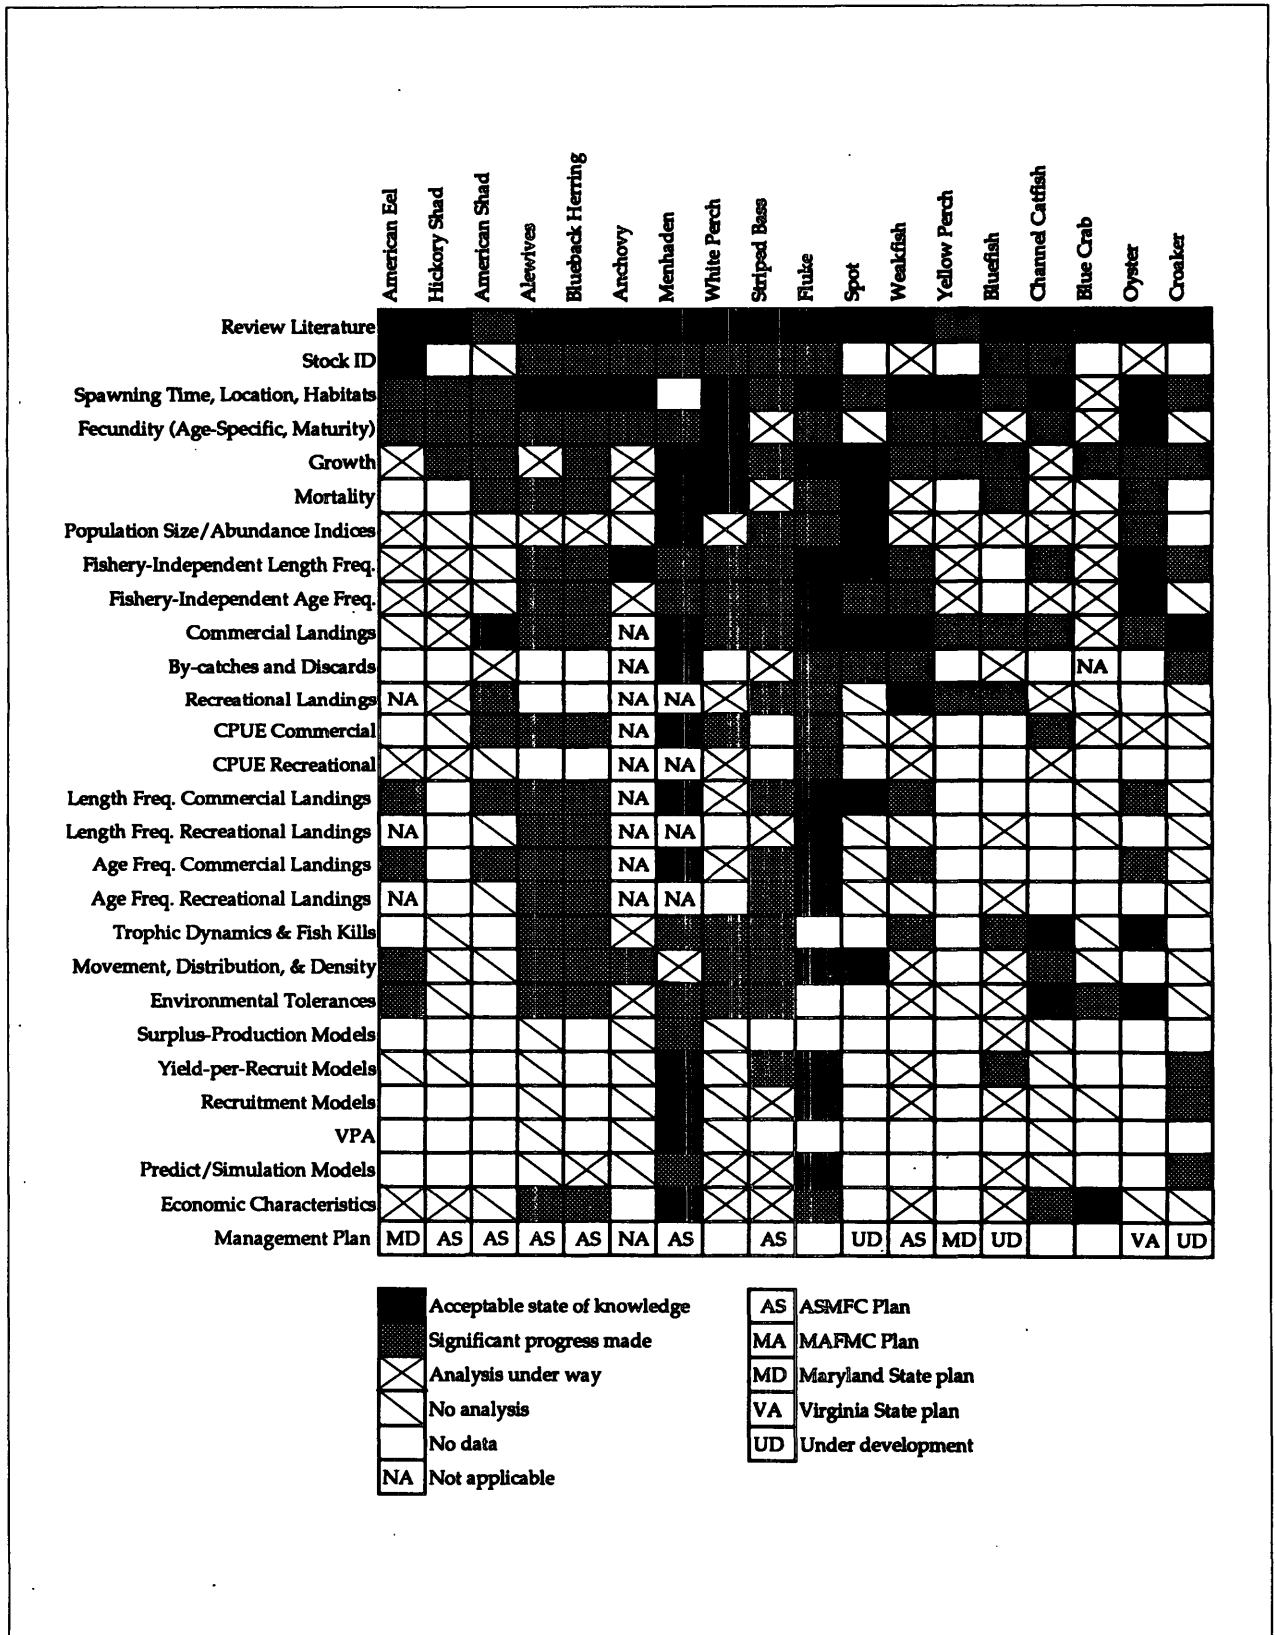 American Eel
Hickory Shad
American Shad
Alewives
Blueback Herring
Anchovy
Menhaden
White Perch
Striped Bass
Fluke
Spot
Weakfish
Yellow Perch
Bluefish
Channel Catfish
Blue Crab
Oyster
Croaker
Review Literature
Stock ID
Spawning Time, Location, Habitats
Fecundity (Age-Specific, Maturity)
Growth
Mortality
Population Size/Abundance Indices
Fishery-Independent Length Freq.
Fishery-Independent Age Freq.
Commercial Landings NA
By-catches and Discards NA NA
Recreational Landings NA NA NA
CPUE Commercial NA
CPUE Recreational NA NA
Length Freq. Commercial Landings NA
Length Freq. Recreational Landings NA NA NA
Age Freq. Commercial Landings NA
Age Freq. Recreational Landings NA NA NA
Trophic Dynamics & Fish Kills
Movement, Distribution, & Density
Environmental Tolerances
Surplus-Production Models
Yield-per-Recruit Models
Recruitment Models
VPA
Predict/Simulation Models
Economic Characteristics
Management Plan MD AS AS AS AS NA AS AS UD AS MD UD VA UD
Acceptable state of knowledge
Significant progress made
Analysis under way
No analysis
No data
NA Not applicable
AS ASMFC Plan
MA MAFMC Plan
MD Maryland State plan
VA Virginia State plan
UD Under development